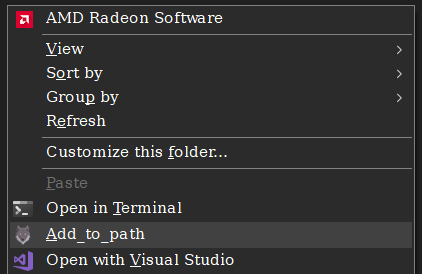 AMD Radeon Software
View
Sort by
Group by
Refresh
Customize this folder...
Paste
Open in Terminal
Add_to_path
Open with Visual Studio